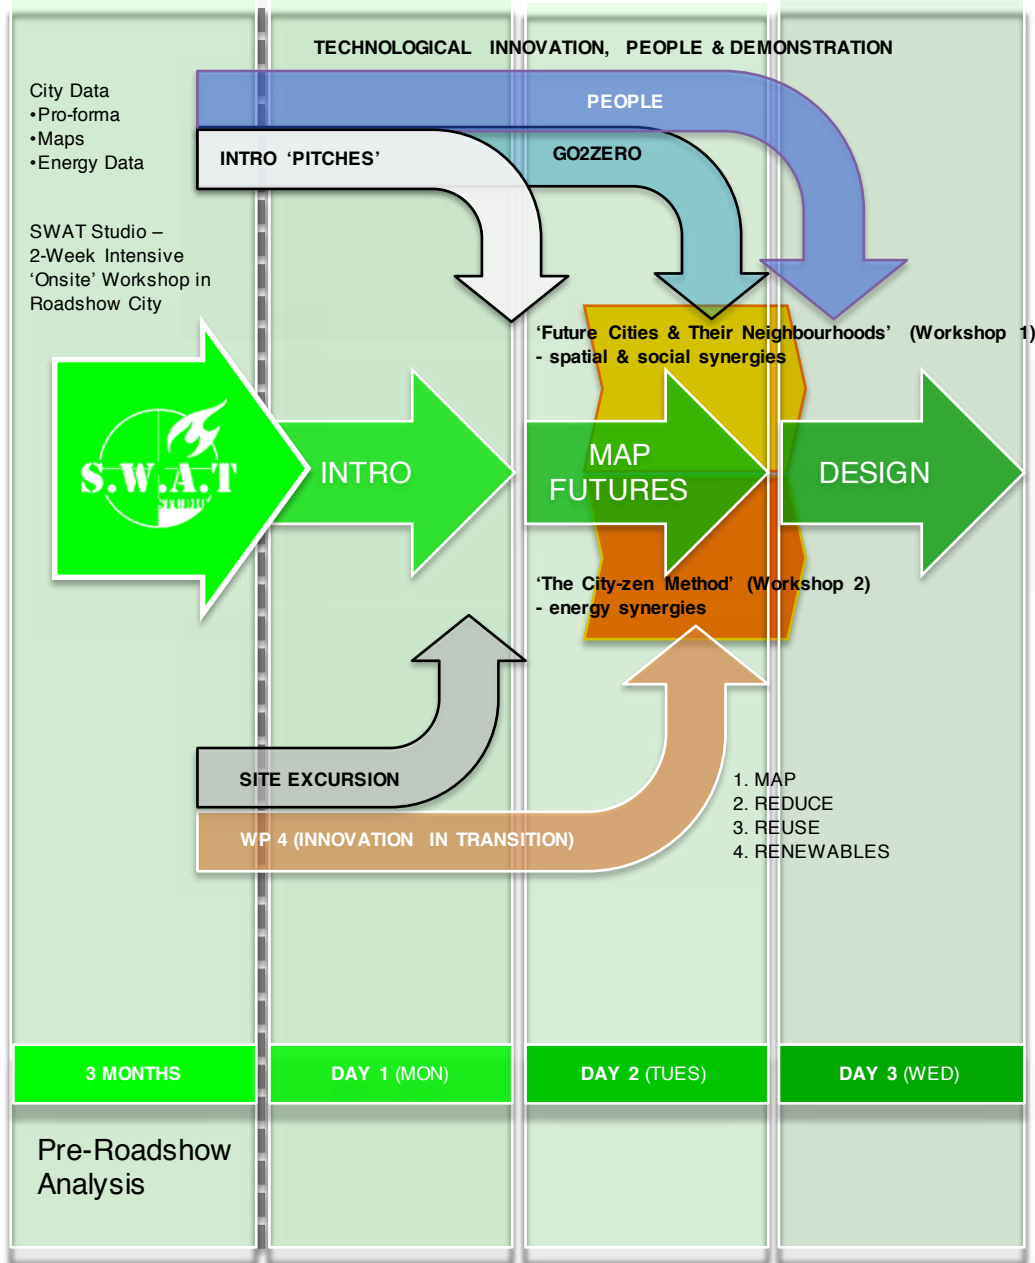 TECHNOLOGICAL INNOVATION, PEOPLE & DEMONSTRATION
City Data
•Pro-forma
•Maps
•Energy Data
PEOPLE
INTRO ‘PITCHES’
GO2ZERO
SWAT Studio –
2-Week Intensive
‘Onsite’ Workshop in
Roadshow City
‘Future Cities & Their Neighbourhoods’ (Workshop 1)
- spatial & social synergies
S.W.A.T
STUDIO
INTRO
MAP
FUTURES
DESIGN
‘The City-zen Method’ (Workshop 2)
- energy synergies
SITE EXCURSION
WP 4 (INNOVATION IN TRANSITION)
1. MAP
2. REDUCE
3. REUSE
4. RENEWABLES
3 MONTHS
DAY 1 (MON)
DAY 2 (TUES)
DAY 3 (WED)
Pre-Roadshow
Analysis